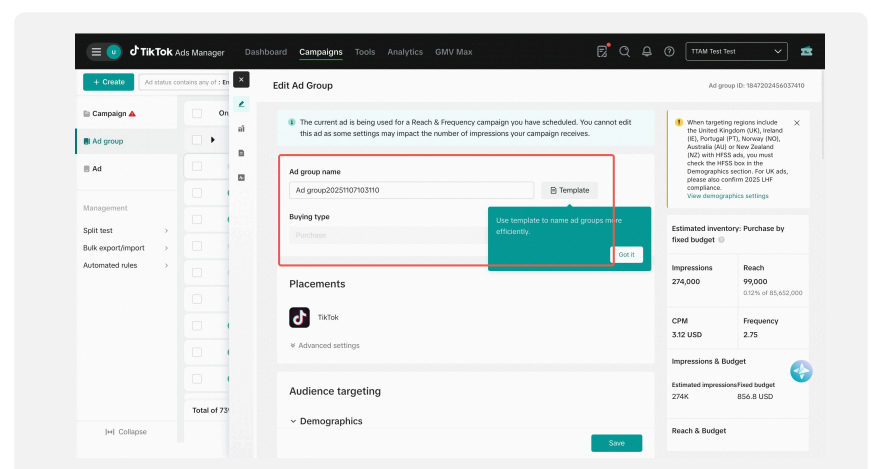 U
TikTok Ads Manager
Dashboard
Campaigns
Tools
Analytics
GMV Max
TTAM Test Test
+ Create
Ad status contains any of : En
Campaign
Ad group
Ad
Management
Split test
Bulk export/import
Automated rules
Collapse
On
Total of 73
Edit Ad Group
Ad group ID: 1847202456037410
The current ad is being used for a Reach & Frequency campaign you have scheduled. You cannot edit
this ad as some settings may impact the number of impressions your campaign receives.
Ad group name
Ad group20251107103110
Template
Buying type
Purchase
Use template to name ad groups more
efficiently.
Got it
Placements
TikTok
Advanced settings
Audience targeting
Demographics
Save
When targeting regions include
the United Kingdom (UK), Ireland
(IE), Portugal (PT), Norway (NO),
Australia (AU) or New Zealand
(NZ) with HFSS ads, you must
check the HFSS box in the
Demographics section. For UK ads,
please also confirm 2025 LHF
compliance.
View demographics settings
Estimated inventory: Purchase by
fixed budget
Impressions
274,000
Reach
99,000
0.12% of 85,652,000
CPM
3.12 USD
Frequency
2.75
Impressions & Budget
Estimated impressions
274K
Fixed budget
856.8 USD
Reach & Budget